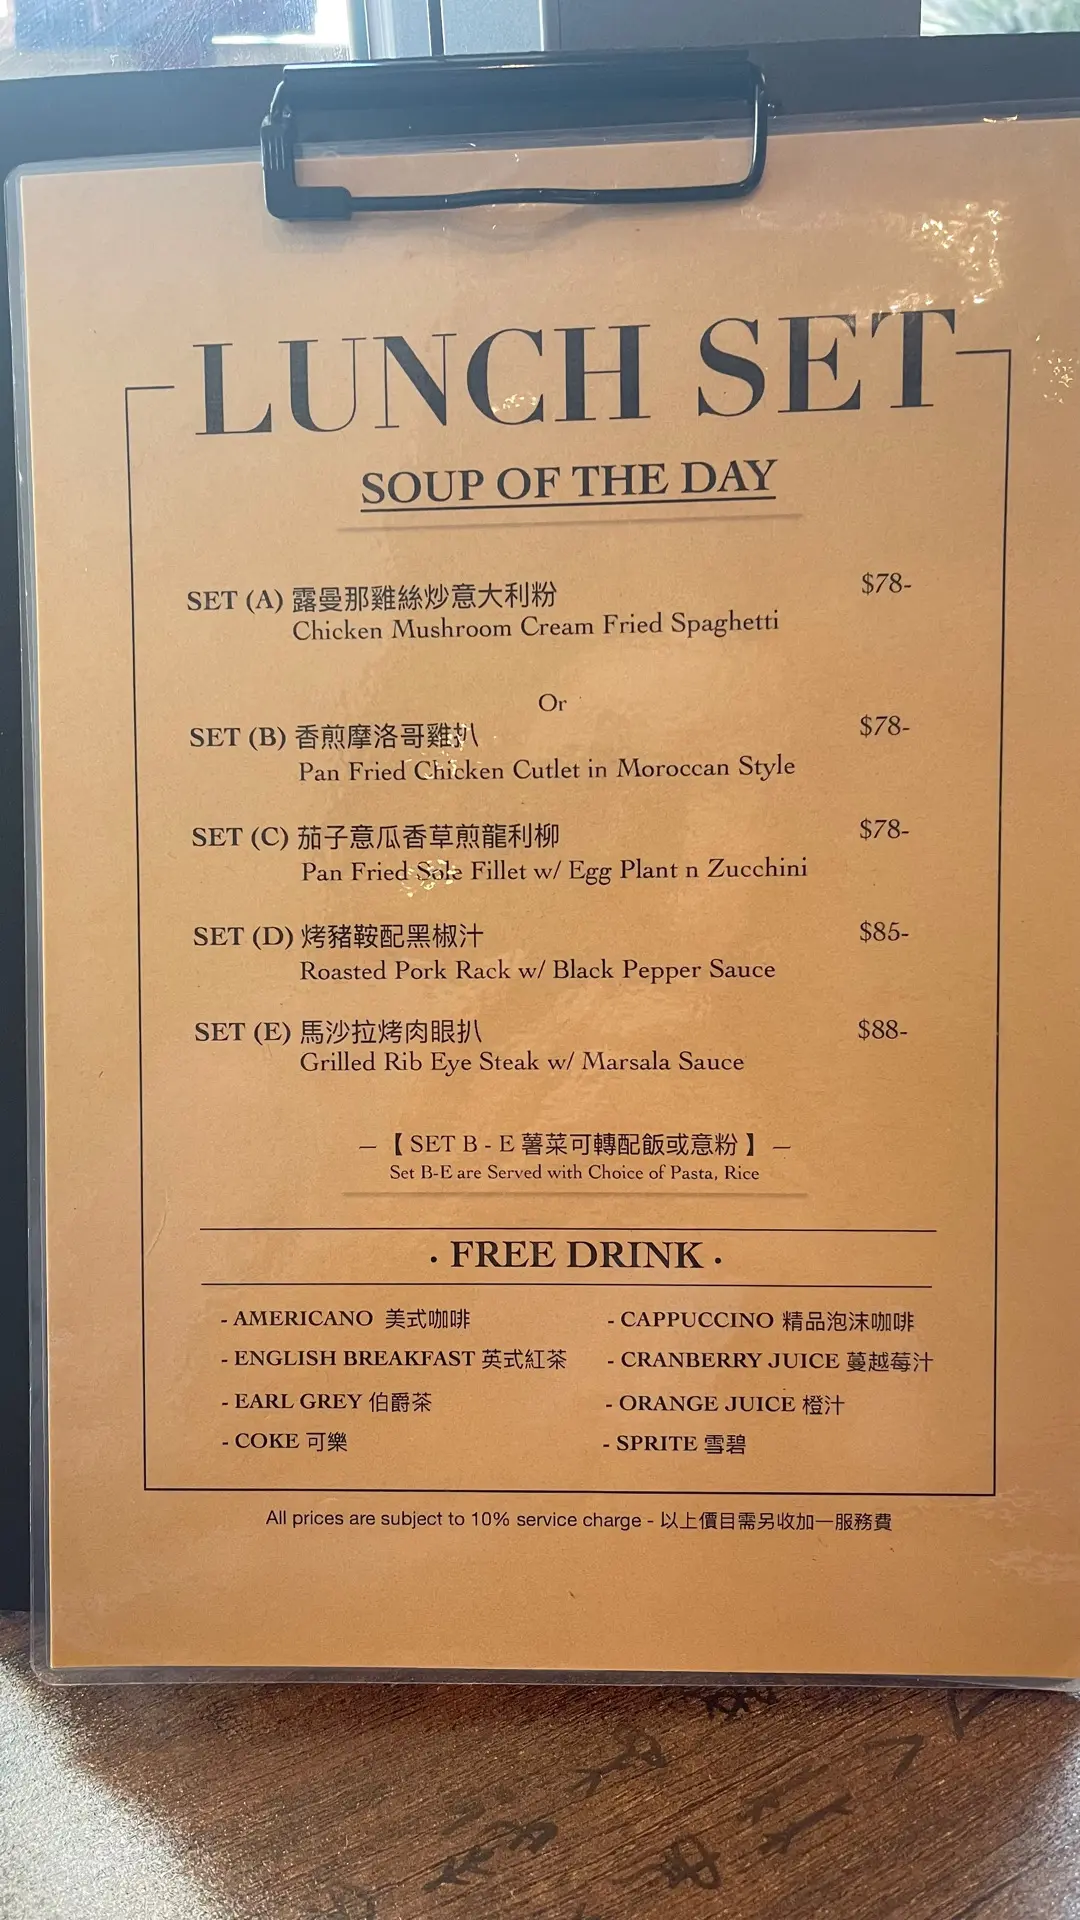 LUNCH SET
SOUP OF THE DAY
SET (A) 露曼那雞絲炒意大利粉 $78-
Chicken Mushroom Cream Fried Spaghetti
Or
SET (B) 香煎摩洛哥雞扒 $78-
Pan Fried Chicken Cutlet in Moroccan Style
SET (C) 茄子意瓜香草煎龍利柳 $78-
Pan Fried Sole Fillet w/ Egg Plant n Zucchini
SET (D) 烤豬鞍配黑椒汁 $85-
Roasted Pork Rack w/ Black Pepper Sauce
SET (E) 馬沙拉烤肉眼扒 $88-
Grilled Rib Eye Steak w/ Marsala Sauce
—【 SET B - E 薯菜可轉配飯或意粉 】—
Set B-E are Served with Choice of Pasta, Rice
· FREE DRINK ·
- AMERICANO 美式咖啡 - CAPPUCCINO 精品泡沫咖啡
- ENGLISH BREAKFAST 英式紅茶 - CRANBERRY JUICE 蔓越莓汁
- EARL GREY 伯爵茶 - ORANGE JUICE 橙汁
- COKE 可樂 - SPRITE 雪碧
All prices are subject to 10% service charge - 以上價目需另收加一服務費